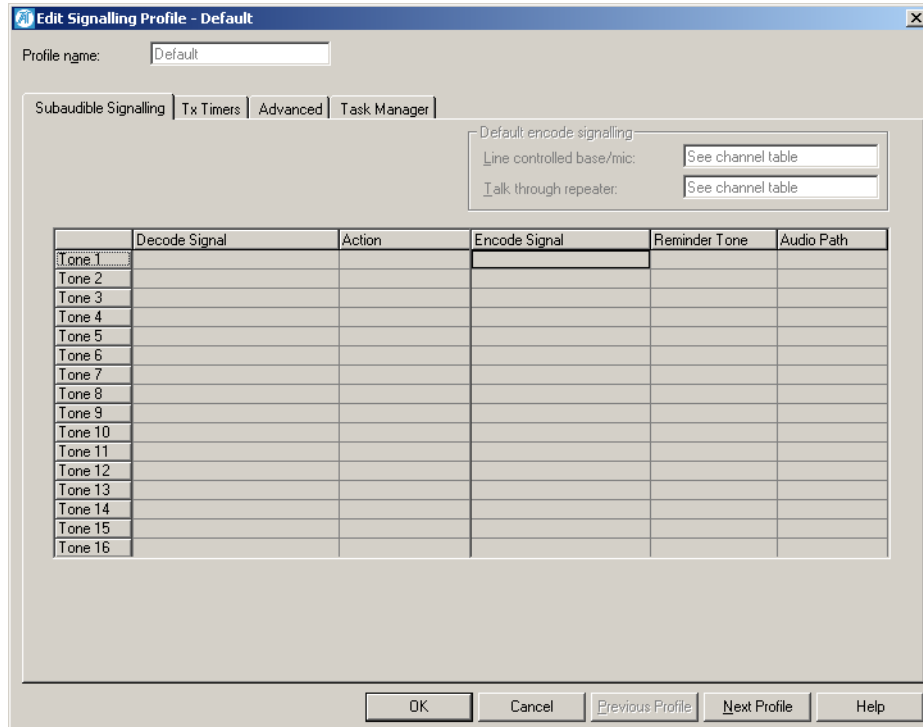 Edit Signalling Profile - Default
Profile name: Default
Subaudible Signalling Tx Timers Advanced Task Manager
Default encode signalling
Line controlled base/mic: See channel table
Talk through repeater: See channel table
Decode Signal Action Encode Signal Reminder Tone Audio Path
Tone 1
Tone 2
Tone 3
Tone 4
Tone 5
Tone 6
Tone 7
Tone 8
Tone 9
Tone 10
Tone 11
Tone 12
Tone 13
Tone 14
Tone 15
Tone 16
OK Cancel Previous Profile Next Profile Help